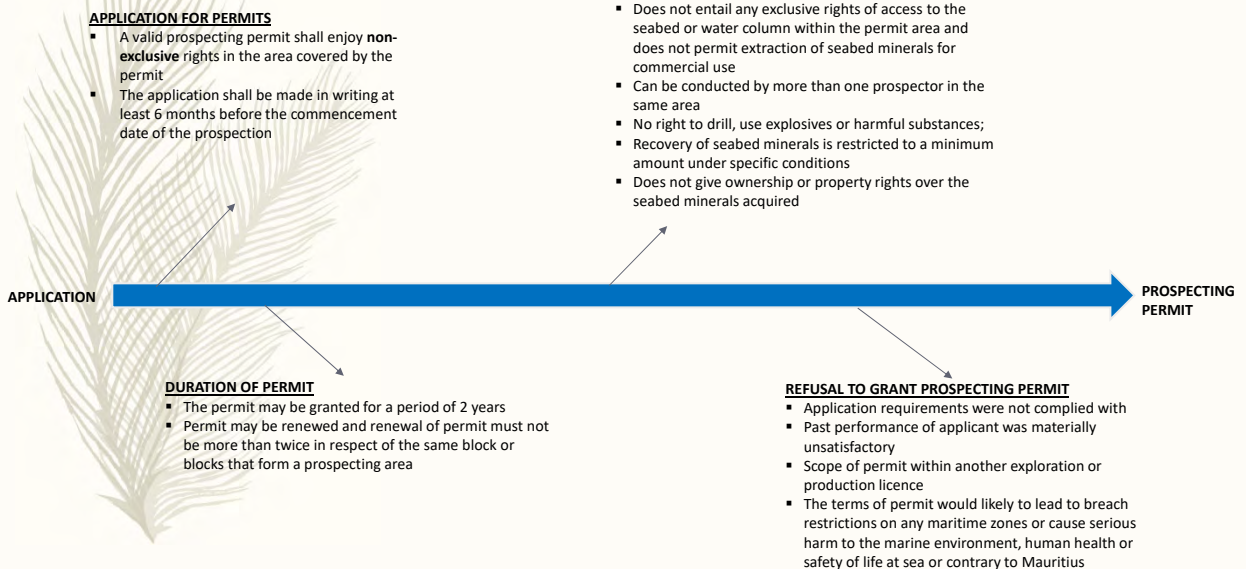 APPLICATION FOR PERMITS
▪ A valid prospecting permit shall enjoy non-
exclusive rights in the area covered by the
permit
▪ The application shall be made in writing at
least 6 months before the commencement
date of the prospection
▪ Does not entail any exclusive rights of access to the
seabed or water column within the permit area and
does not permit extraction of seabed minerals for
commercial use
▪ Can be conducted by more than one prospector in the
same area
▪ No right to drill, use explosives or harmful substances;
▪ Recovery of seabed minerals is restricted to a minimum
amount under specific conditions
▪ Does not give ownership or property rights over the
seabed minerals acquired
APPLICATION
PROSPECTING
PERMIT
DURATION OF PERMIT
▪ The permit may be granted for a period of 2 years
▪ Permit may be renewed and renewal of permit must not
be more than twice in respect of the same block or
blocks that form a prospecting area
REFUSAL TO GRANT PROSPECTING PERMIT
▪ Application requirements were not complied with
▪ Past performance of applicant was materially
unsatisfactory
▪ Scope of permit within another exploration or
production licence
▪ The terms of permit would likely to lead to breach
restrictions on any maritime zones or cause serious
harm to the marine environment, human health or
safety of life at sea or contrary to Mauritius